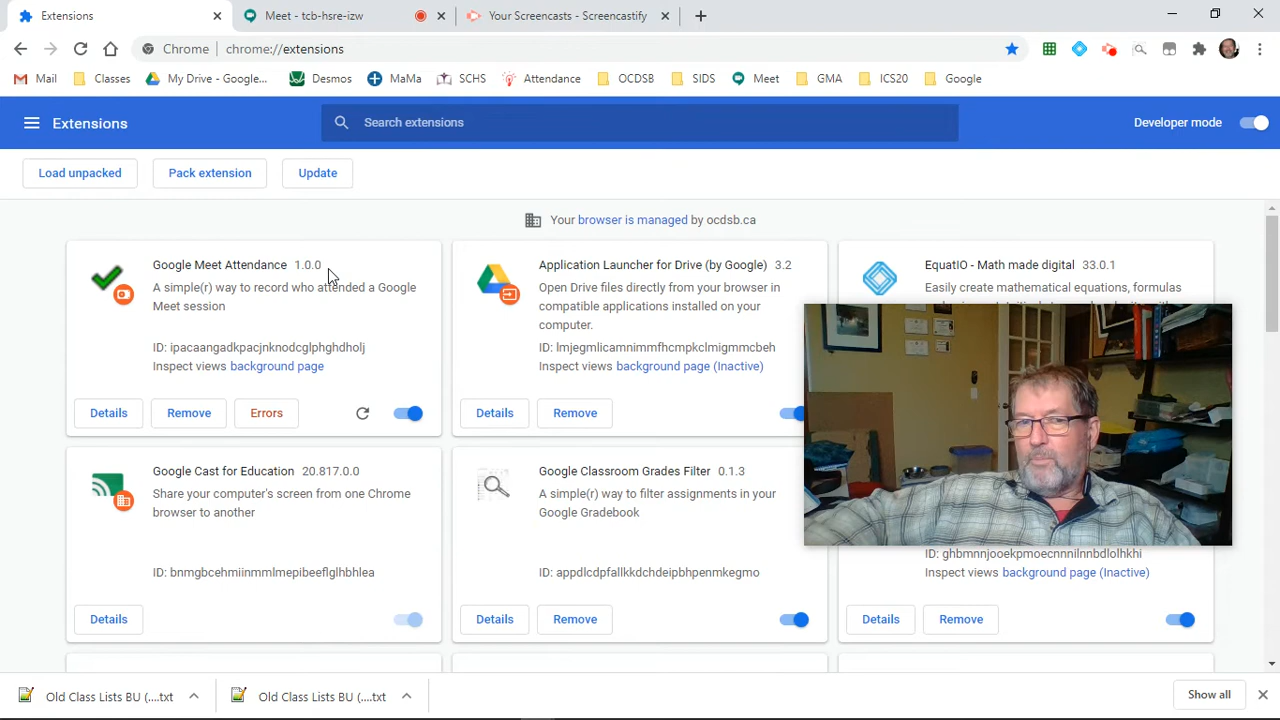 Extensions
Meet - tcb-hsre-izw
Your Screencasts - Screencastify
Chrome
chrome://extensions
Mail
Classes
My Drive - Google...
Desmos
MaMa
SCHS
Attendance
OCDSB
SIDS
Meet
GMA
ICS20
Google
Extensions
Search extensions
Developer mode
Load unpacked
Pack extension
Update
Your browser is managed by ocdsb.ca
Google Meet Attendance 1.0.0
A simple(r) way to record who attended a Google
Meet session
ID: ipacaangadkpacjnknodcglphghdholj
Inspect views background page
Details
Remove
Errors
Application Launcher for Drive (by Google) 3.2
Open Drive files directly from your browser in
compatible applications installed on your
computer.
ID: lmjegmlicamnimmfhcmpkclmigmmcbeh
Inspect views background page (Inactive)
Details
Remove
EquatIO - Math made digital 33.0.1
Easily create mathematical equations, formulas
Google Cast for Education 20.817.0.0
Share your computer's screen from one Chrome
browser to another
ID: bnmgbcehmiinmmlmepibeeflglhbhlea
Details
Google Classroom Grades Filter 0.1.3
A simple(r) way to filter assignments in your
Google Gradebook
ID: appdlcdpfallkkdchdeipbhpenmkegmo
Details
Remove
ID: ghbmnnjooekpmoecnnnilnnbdlolhkhi
Inspect views background page (Inactive)
Details
Remove
Old Class Lists BU (....txt
Old Class Lists BU (....txt
Show all